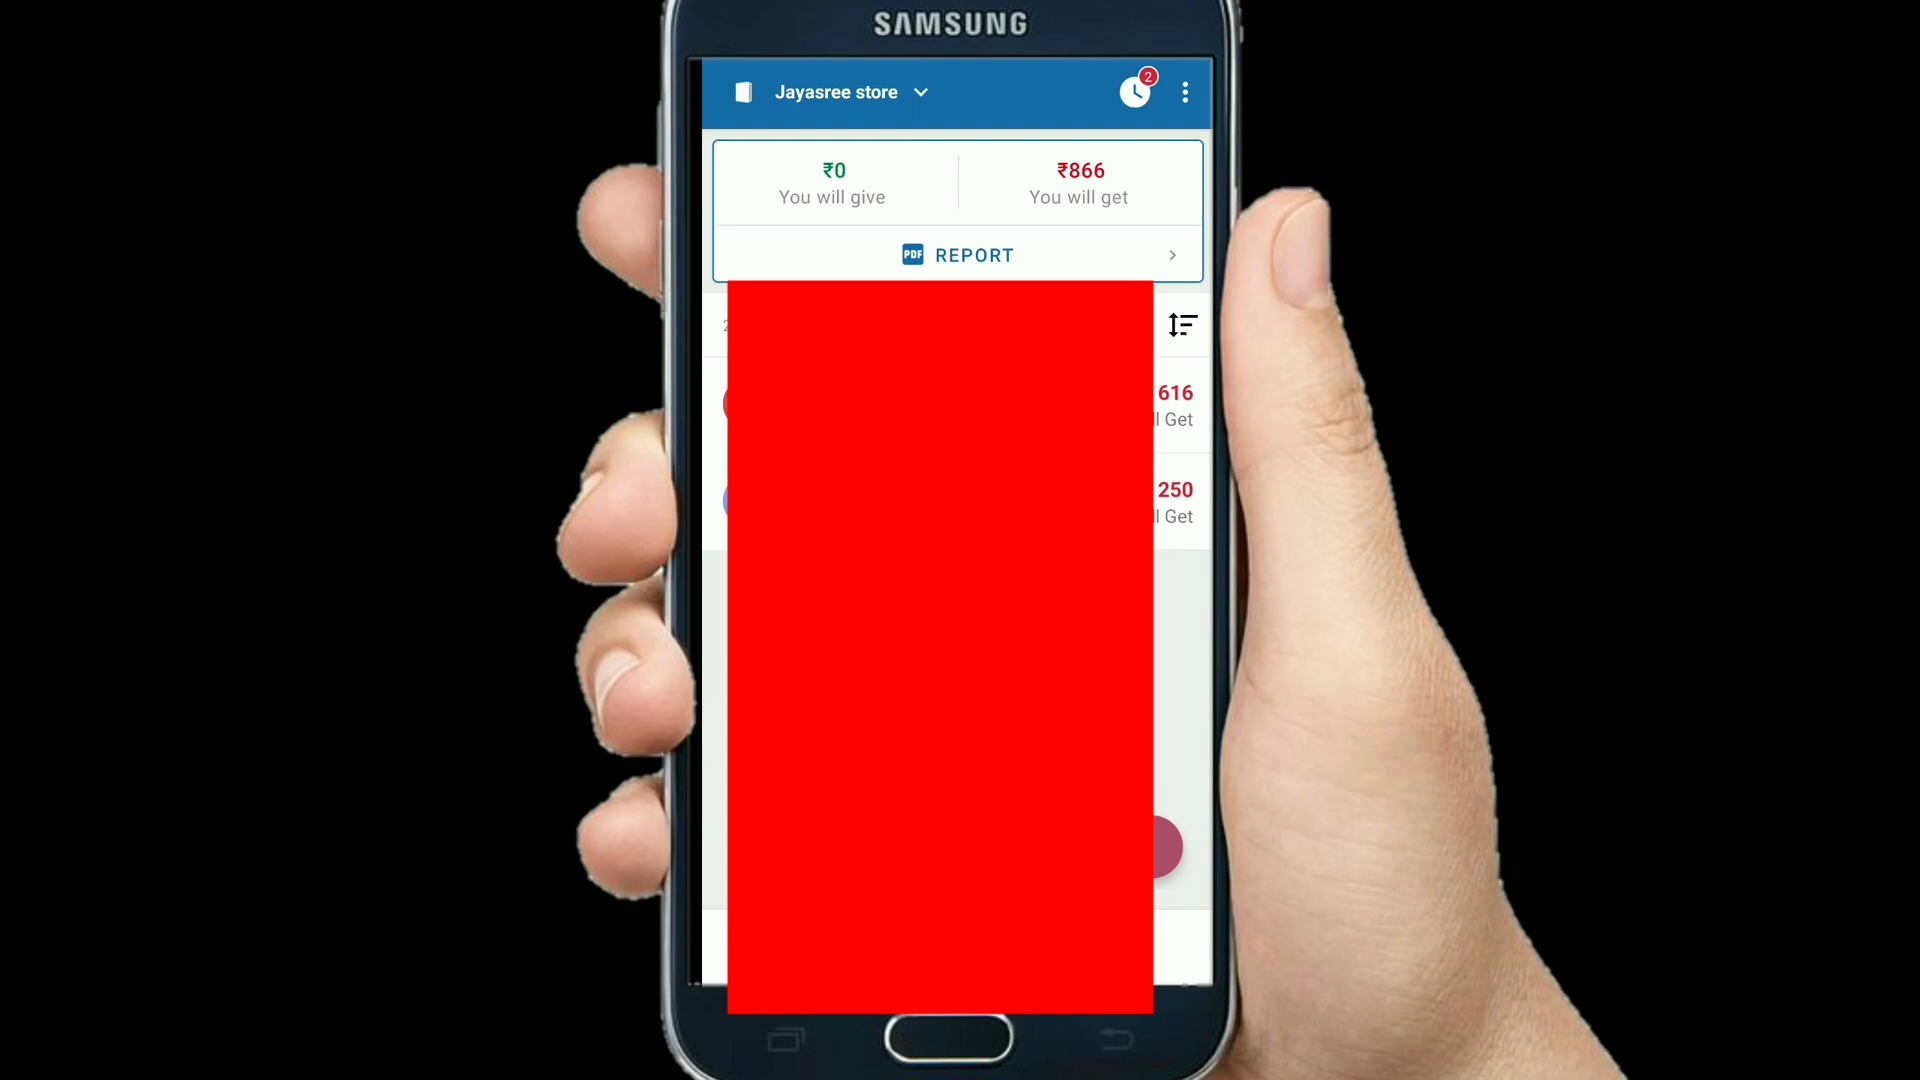 SAMSUNG
Jayasree store
2
₹0
₹866
You will give
You will get
PDF REPORT
616
Get
250
Get